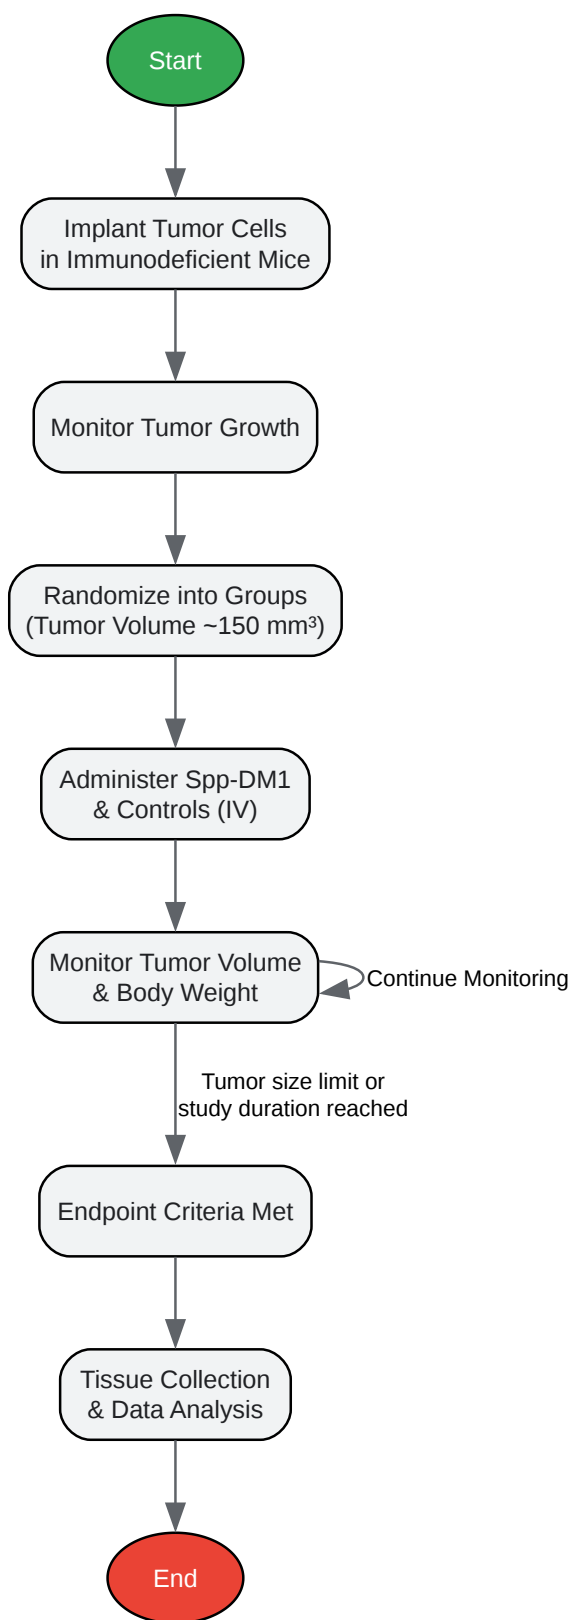 Start
Implant Tumor Cells
in Immunodeficient Mice
Monitor Tumor Growth
Randomize into Groups
(Tumor Volume ~150 mm³)
Administer Spp-DM1
& Controls (IV)
Monitor Tumor Volume
& Body Weight
Continue Monitoring
Tumor size limit or
study duration reached
Endpoint Criteria Met
Tissue Collection
& Data Analysis
End